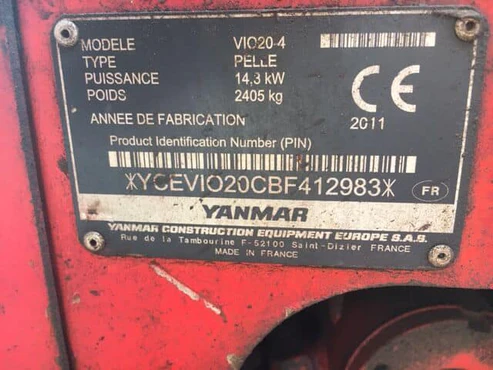 MODELE VIO20-4
TYPE PELLE
PUISSANCE 14,3 kW
POIDS 2405 kg
ANNEE DE FABRICATION 2011
CE
Product Identification Number (PIN)
*YCEVIO20CBF412983*
FR
YANMAR
YANMAR CONSTRUCTION EQUIPMENT EUROPE S.A.S.
Rue de la Tambourine F-52100 Saint-Dizier FRANCE
MADE IN FRANCE